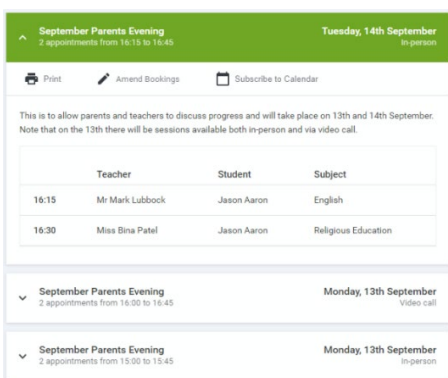 September Parents Evening Tuesday, 14th September
2 appointments from 16:15 to 16:45 In-person
Print Amend Bookings Subscribe to Calendar
This is to allow parents and teachers to discuss progress and will take place on 13th and 14th September.
Note that on the 13th there will be sessions available both in-person and via video call.
Teacher Student Subject
16:15 Mr Mark Lubbock Jason Aaron English
16:30 Miss Bina Patel Jason Aaron Religious Education
September Parents Evening Monday, 13th September
2 appointments from 16:00 to 16:45 Video call
September Parents Evening Monday, 13th September
2 appointments from 15:00 to 15:45 In-person